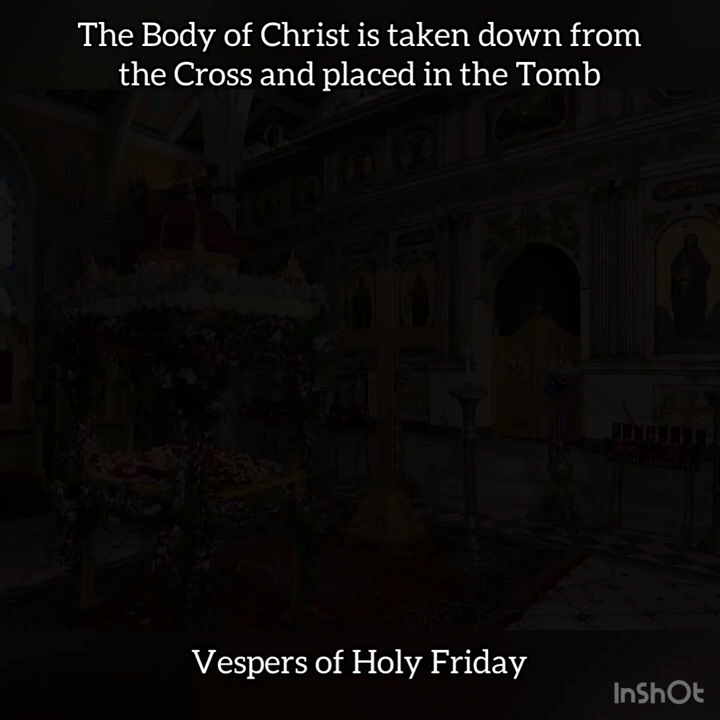 The Body of Christ is taken down from
the Cross and placed in the Tomb
Vespers of Holy Friday
InShOt